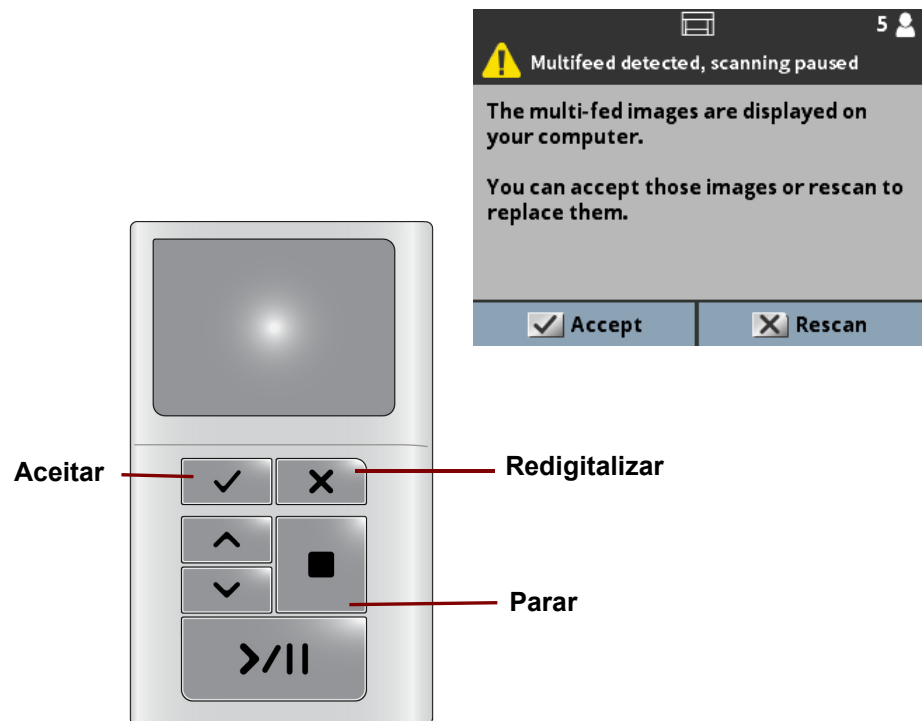 5
Multifeed detected, scanning paused
The multi-fed images are displayed on
your computer.
You can accept those images or rescan to
replace them.
Accept
Rescan
Aceitar
Redigitalizar
Parar